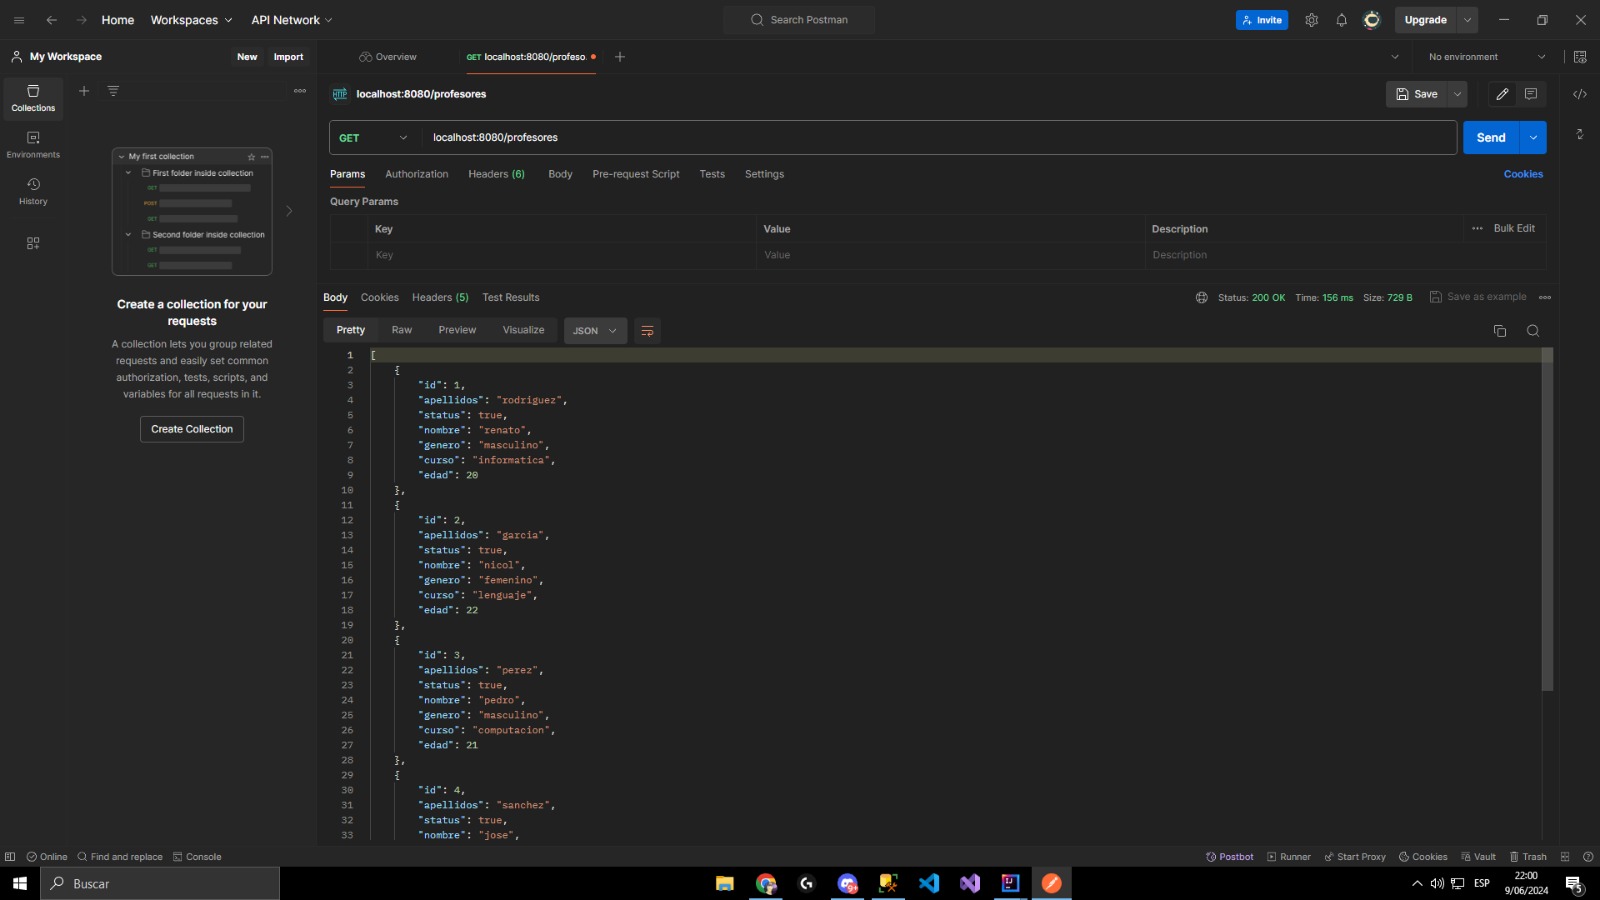 Home
Workspaces
API Network
Search Postman
Invite
Upgrade
My Workspace
New
Import
Overview
GET localhost:8080/profeso.
No environment
Collections
Environments
History
My first collection
First folder inside collection
GET
POST
GET
Second folder inside collection
GET
GET
Create a collection for your
requests
A collection lets you group related
requests and easily set common
authorization, tests, scripts, and
variables for all requests in it.
Create Collection
HTTP
localhost:8080/profesores
Save
GET
localhost:8080/profesores
Send
Params
Authorization
Headers (6)
Body
Pre-request Script
Tests
Settings
Cookies
Query Params
Key
Value
Description
Bulk Edit
Key
Value
Description
Body
Cookies
Headers (5)
Test Results
Status: 200 OK
Time: 156 ms
Size: 729 B
Save as example
Pretty
Raw
Preview
Visualize
JSON
1 [
2 {
3 "id": 1,
4 "apellidos": "rodriguez",
5 "status": true,
6 "nombre": "renato",
7 "genero": "masculino",
8 "curso": "informatica",
9 "edad": 20
10 },
11 {
12 "id": 2,
13 "apellidos": "garcia",
14 "status": true,
15 "nombre": "nicol",
16 "genero": "femenino",
17 "curso": "lenguaje",
18 "edad": 22
19 },
20 {
21 "id": 3,
22 "apellidos": "perez",
23 "status": true,
24 "nombre": "pedro",
25 "genero": "masculino",
26 "curso": "computacion",
27 "edad": 21
28 },
29 {
30 "id": 4,
31 "apellidos": "sanchez",
32 "status": true,
33 "nombre": "jose",
Online
Find and replace
Console
Postbot
Runner
Start Proxy
Cookies
Vault
Trash
Buscar
ESP
22:00
9/06/2024
5